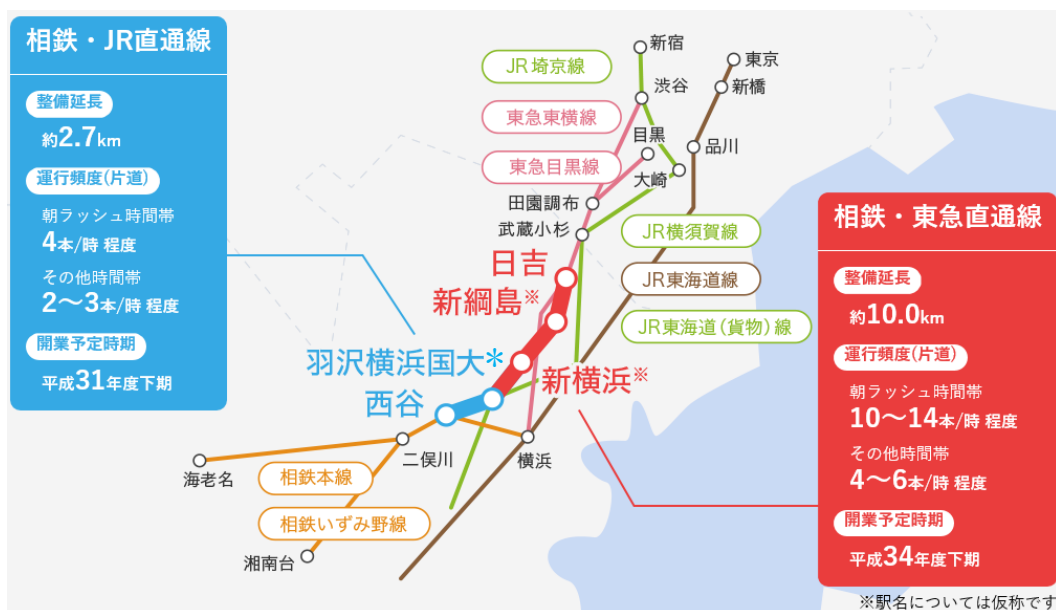 相鉄・JR直通線
整備延長
約2.7km
運行頻度(片道)
朝ラッシュ時間帯
4本/時 程度
その他時間帯
2～3本/時 程度
開業予定時期
平成31年度下期
新宿
東京
JR埼京線
渋谷
新橋
東急東横線
目黒
品川
東急目黒線
大崎
田園調布
武蔵小杉
JR横須賀線
日吉
JR東海道線
新綱島※
JR東海道(貨物)線
羽沢横浜国大*
新横浜※
西谷
二俣川
横浜
海老名
相鉄本線
相鉄いずみ野線
湘南台
相鉄・東急直通線
整備延長
約10.0km
運行頻度(片道)
朝ラッシュ時間帯
10～14本/時 程度
その他時間帯
4～6本/時 程度
開業予定時期
平成34年度下期
※駅名については仮称です